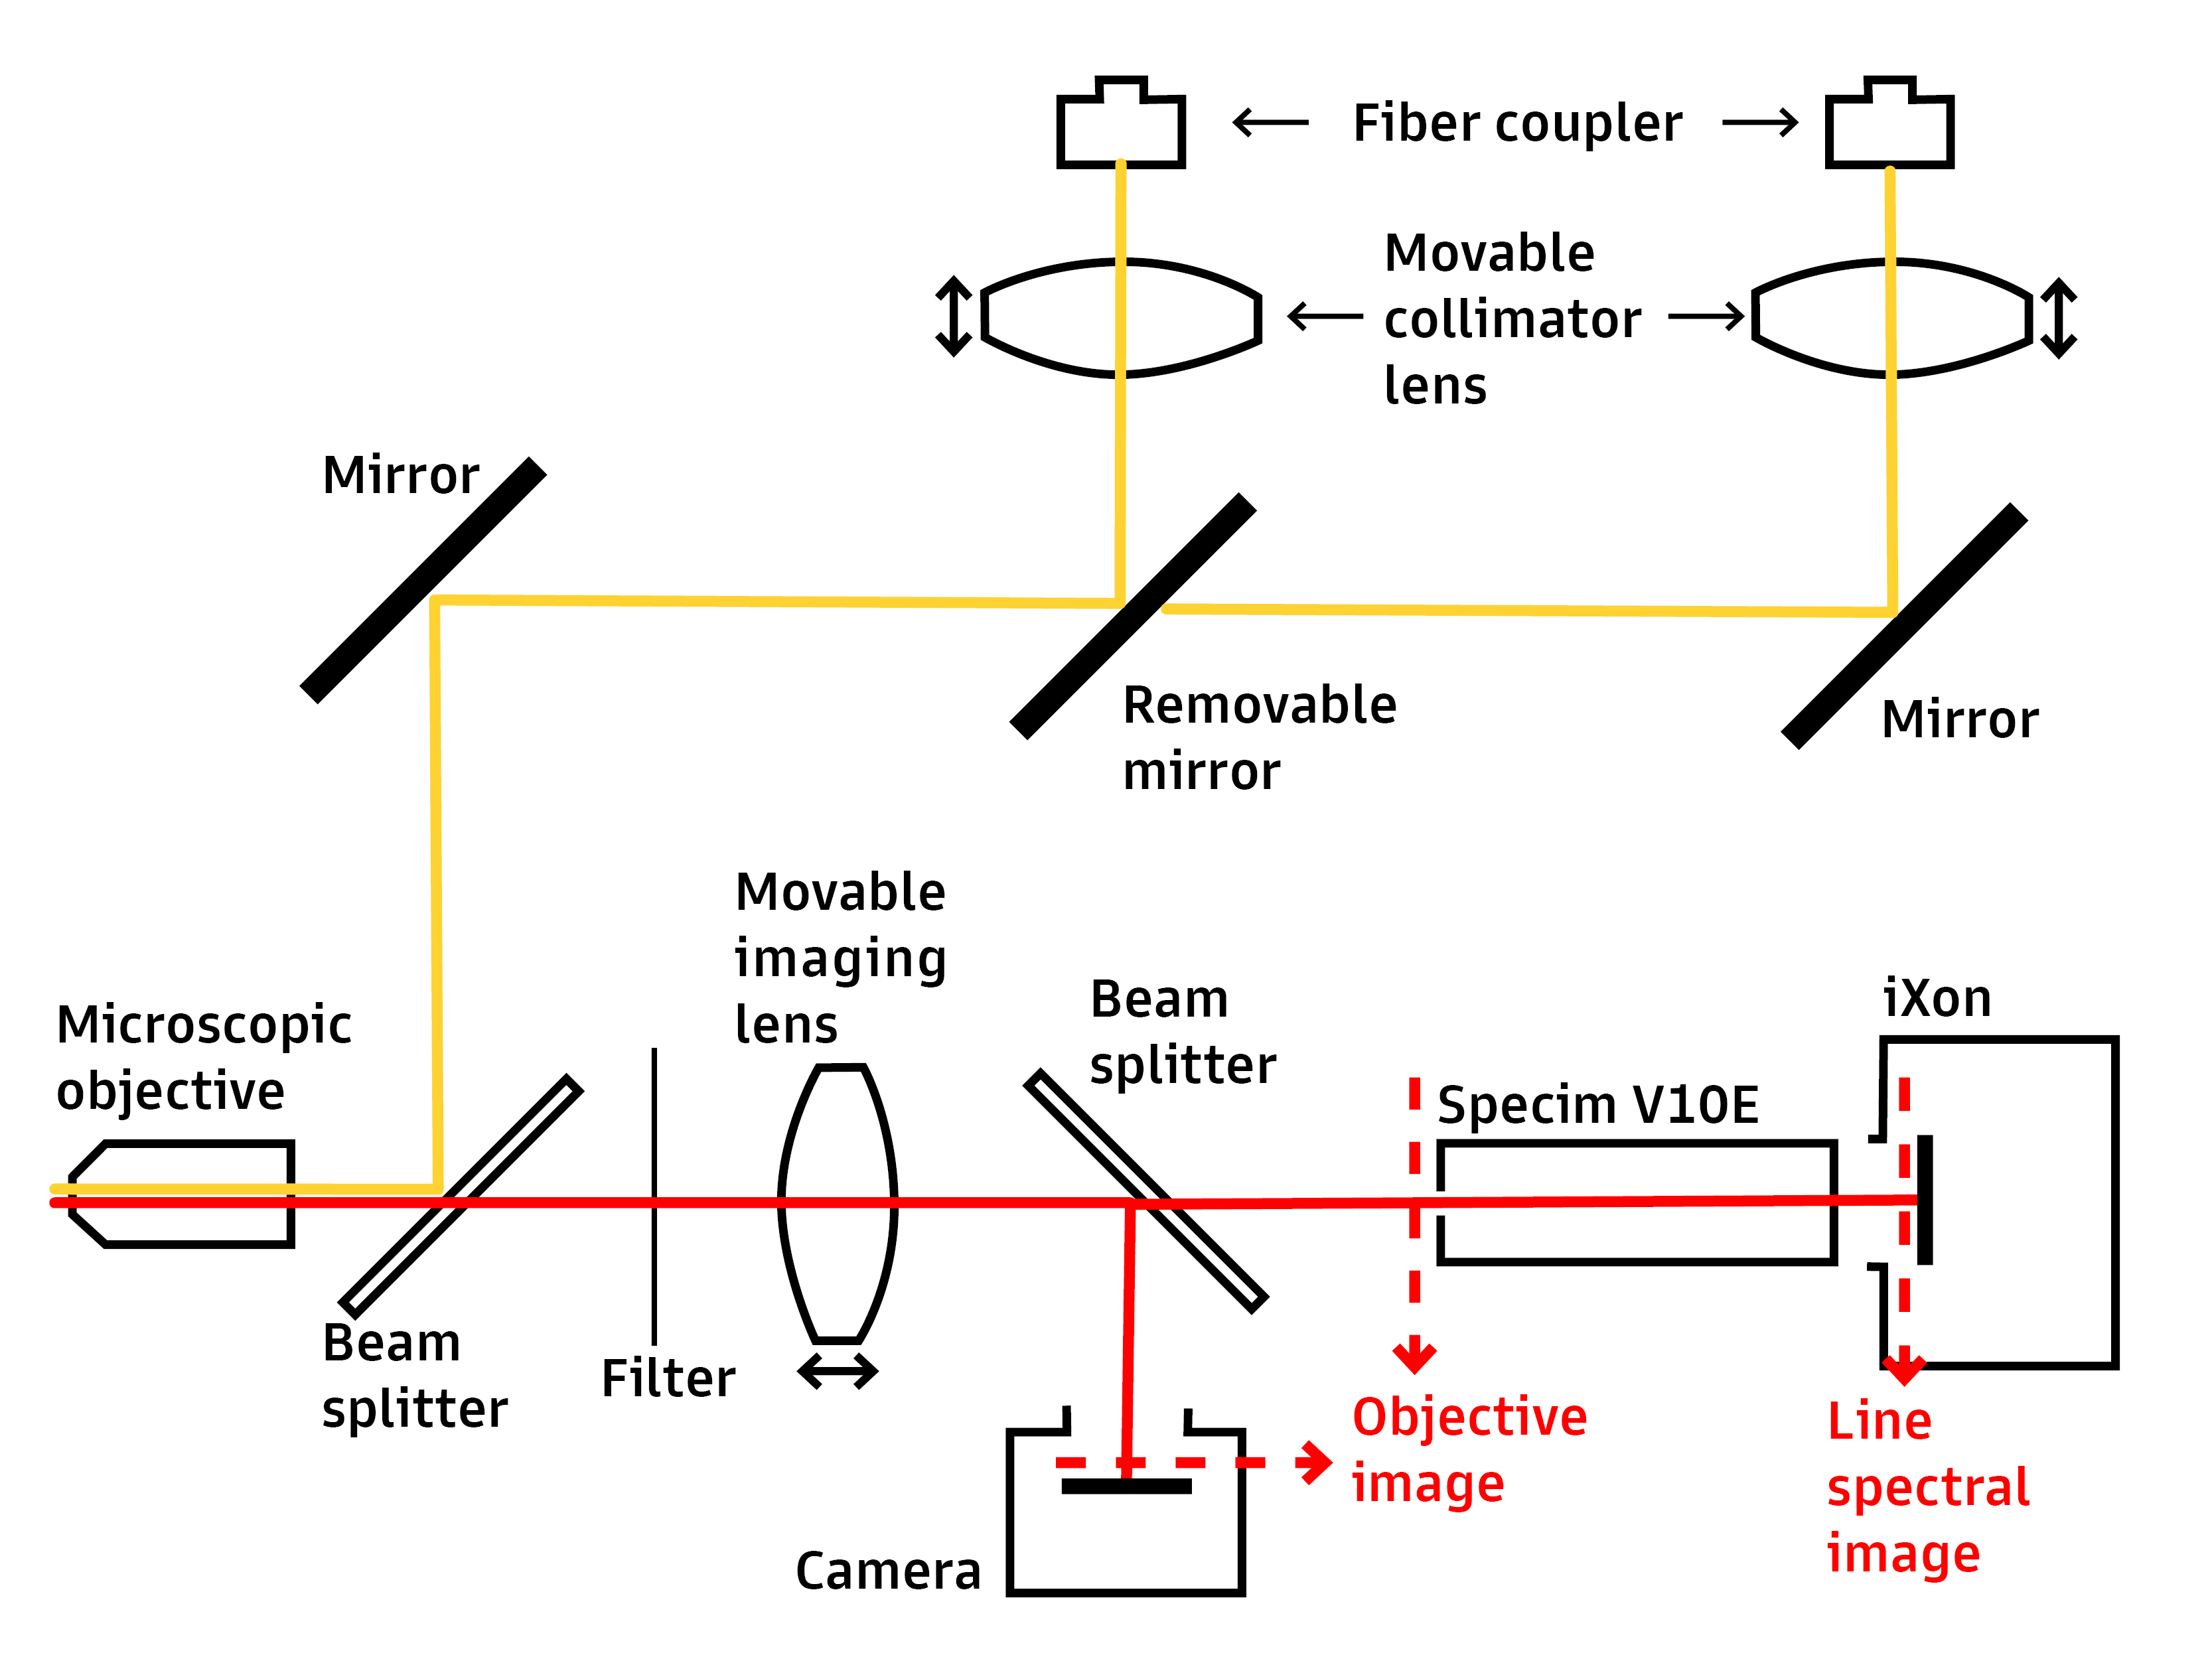 Fiber coupler
Movable
collimator
lens
Mirror
Removable
mirror
Mirror
Movable
imaging
lens
Beam
splitter
iXon
Microscopic
objective
Specim V10E
Beam
splitter
Filter
Objective
image
Line
spectral
image
Camera